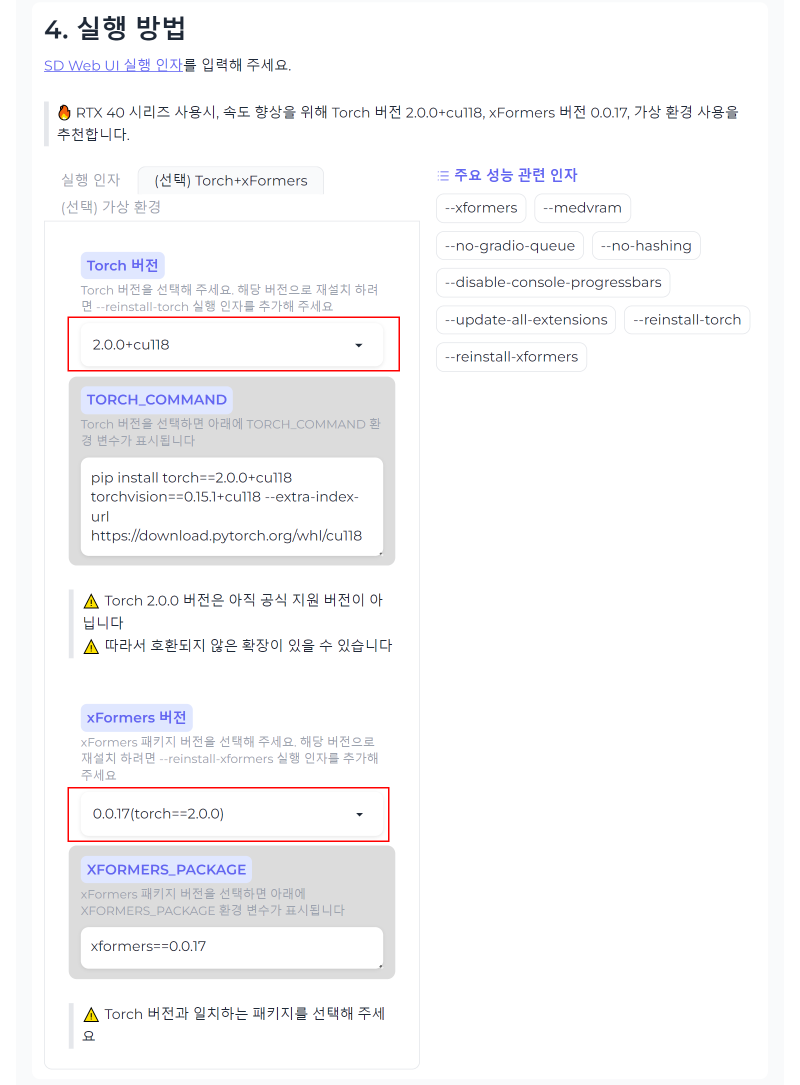 4. 실행 방법
SD Web UI 실행 인자를 입력해 주세요.
🔥 RTX 40 시리즈 사용시, 속도 향상을 위해 Torch 버전 2.0.0+cu118, xFormers 버전 0.0.17, 가상 환경 사용을
추천합니다.
실행 인자
(선택) Torch+xFormers
(선택) 가상 환경
Torch 버전
Torch 버전을 선택해 주세요. 해당 버전으로 재설치 하려
면 --reinstall-torch 실행 인자를 추가해 주세요
2.0.0+cu118
TORCH_COMMAND
Torch 버전을 선택하면 아래에 TORCH_COMMAND 환
경 변수가 표시됩니다
pip install torch==2.0.0+cu118
torchvision==0.15.1+cu118 --extra-index-
url
https://download.pytorch.org/whl/cu118
⚠ Torch 2.0.0 버전은 아직 공식 지원 버전이 아
닙니다
⚠ 따라서 호환되지 않은 확장이 있을 수 있습니다
xFormers 버전
xFormers 패키지 버전을 선택해 주세요. 해당 버전으로
재설치 하려면 --reinstall-xformers 실행 인자를 추가해
주세요
0.0.17(torch==2.0.0)
XFORMERS_PACKAGE
xFormers 패키지 버전을 선택하면 아래에
XFORMERS_PACKAGE 환경 변수가 표시됩니다
xformers==0.0.17
⚠ Torch 버전과 일치하는 패키지를 선택해 주세
요
주요 성능 관련 인자
--xformers
--medvram
--no-gradio-queue
--no-hashing
--disable-console-progressbars
--update-all-extensions
--reinstall-torch
--reinstall-xformers